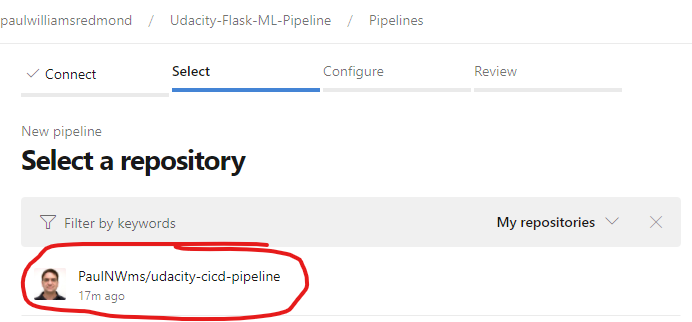 paulwilliamsredmond / Udacity-Flask-ML-Pipeline / Pipelines
Connect Select Configure Review
New pipeline
Select a repository
Filter by keywords My repositories
PaulNWms/udacity-cicd-pipeline
17m ago